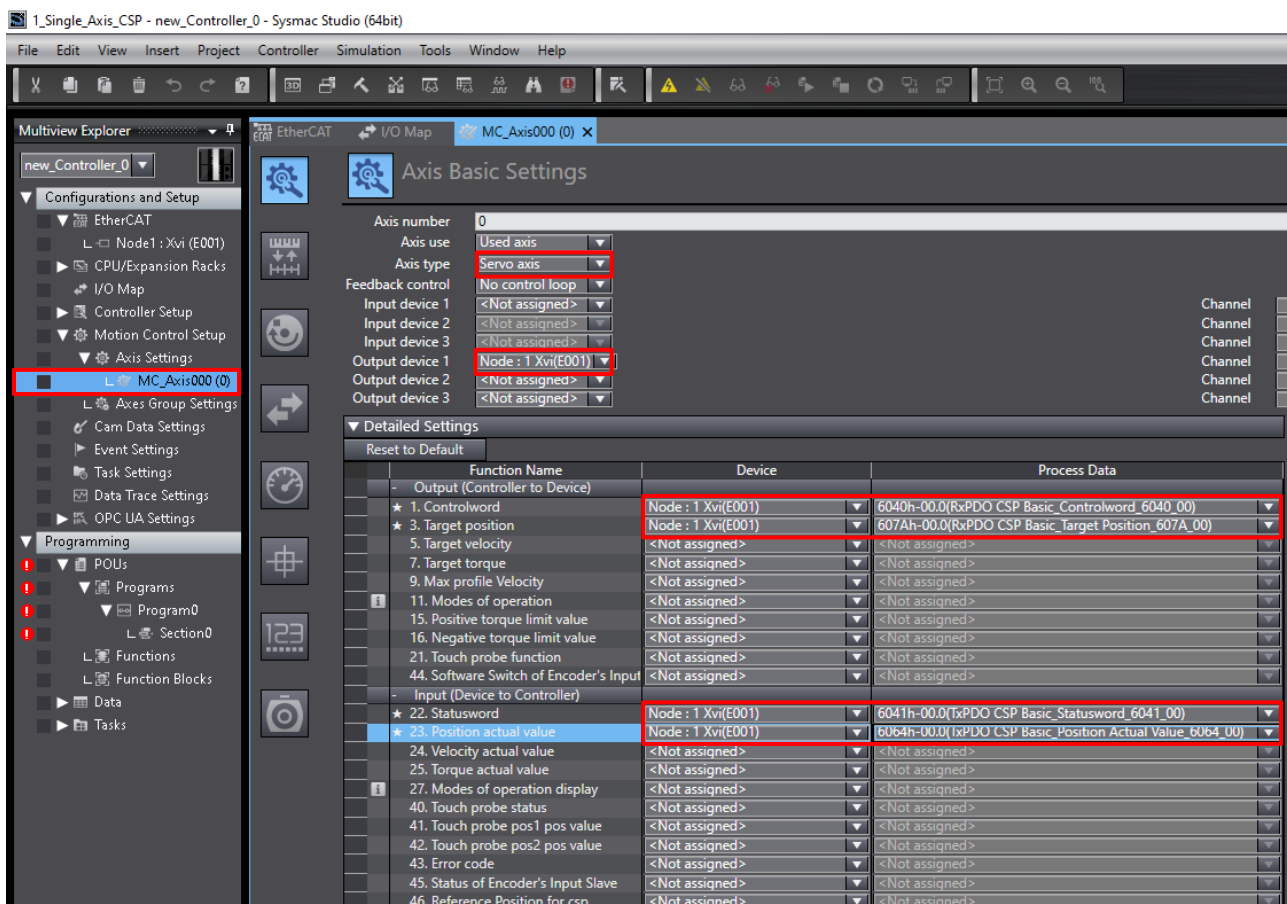 1_Single_Axis_CSP - new_Controller_0 - Sysmac Studio (64bit)
File Edit View Insert Project Controller Simulation Tools Window Help
Multiview Explorer
new_Controller_0
Configurations and Setup
EtherCAT
Node1 : Xvi (E001)
CPU/Expansion Racks
I/O Map
Controller Setup
Motion Control Setup
Axis Settings
MC_Axis000 (0)
Axes Group Settings
Cam Data Settings
Event Settings
Task Settings
Data Trace Settings
OPC UA Settings
Programming
POUs
Programs
Program0
Section0
Functions
Function Blocks
Data
Tasks
EtherCAT I/O Map MC_Axis000 (0)
Axis Basic Settings
Axis number 0
Axis use Used axis
Axis type Servo axis
Feedback control No control loop
Input device 1 <Not assigned> Channel
Input device 2 <Not assigned> Channel
Input device 3 <Not assigned> Channel
Output device 1 Node : 1 Xvi(E001) Channel
Output device 2 <Not assigned> Channel
Output device 3 <Not assigned> Channel
Detailed Settings
Reset to Default
Function Name Device Process Data
- Output (Controller to Device)
★ 1. Controlword Node : 1 Xvi(E001) 6040h-00.0(RxPDO CSP Basic_Controlword_6040_00)
★ 3. Target position Node : 1 Xvi(E001) 607Ah-00.0(RxPDO CSP Basic_Target Position_607A_00)
5. Target velocity <Not assigned> <Not assigned>
7. Target torque <Not assigned> <Not assigned>
9. Max profile Velocity <Not assigned> <Not assigned>
11. Modes of operation <Not assigned> <Not assigned>
15. Positive torque limit value <Not assigned> <Not assigned>
16. Negative torque limit value <Not assigned> <Not assigned>
21. Touch probe function <Not assigned> <Not assigned>
44. Software Switch of Encoder's Input <Not assigned> <Not assigned>
- Input (Device to Controller)
★ 22. Statusword Node : 1 Xvi(E001) 6041h-00.0(TxPDO CSP Basic_Statusword_6041_00)
★ 23. Position actual value Node : 1 Xvi(E001) 6064h-00.0(TxPDO CSP Basic_Position Actual Value_6064_00)
24. Velocity actual value <Not assigned> <Not assigned>
25. Torque actual value <Not assigned> <Not assigned>
27. Modes of operation display <Not assigned> <Not assigned>
40. Touch probe status <Not assigned> <Not assigned>
41. Touch probe pos1 pos value <Not assigned> <Not assigned>
42. Touch probe pos2 pos value <Not assigned> <Not assigned>
43. Error code <Not assigned> <Not assigned>
45. Status of Encoder's Input Slave <Not assigned> <Not assigned>
46. Reference Position for csp <Not assigned> <Not assigned>